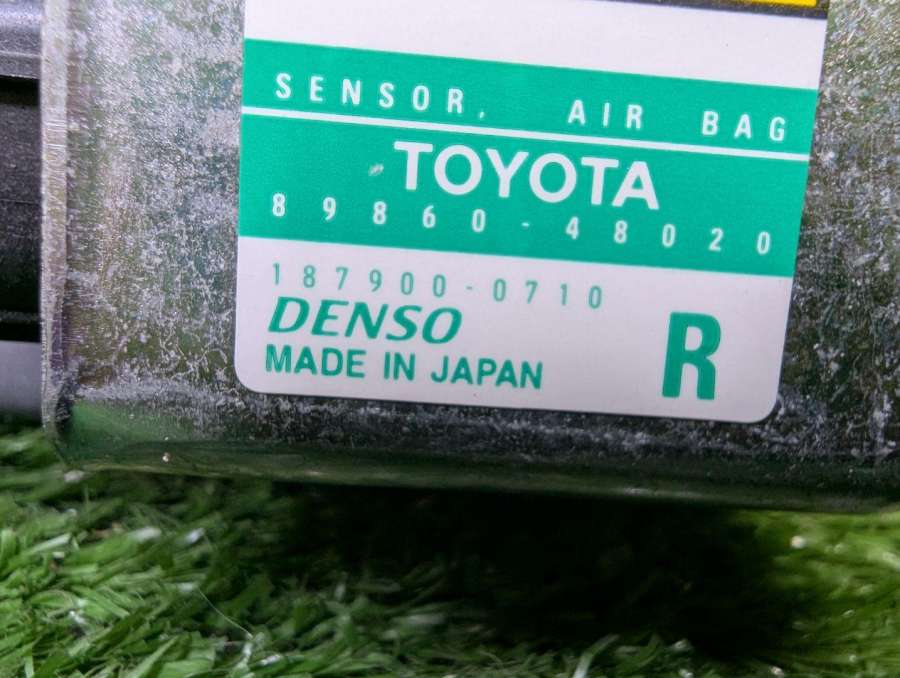 SENSOR, AIR BAG
TOYOTA
89860-48020
187900-0710
DENSO
MADE IN JAPAN
R